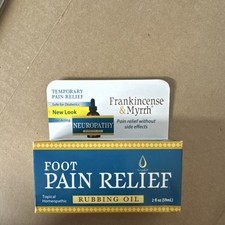 TEMPORARY
PAIN RELIEF
Safe for Diabetics
New Look
Frankincense
& Myrrh
NEUROPATHY
Pain relief without
side effects
FOOT
PAIN RELIEF
RUBBING OIL
Topical
Homeopathic
2 fl oz (59mL)